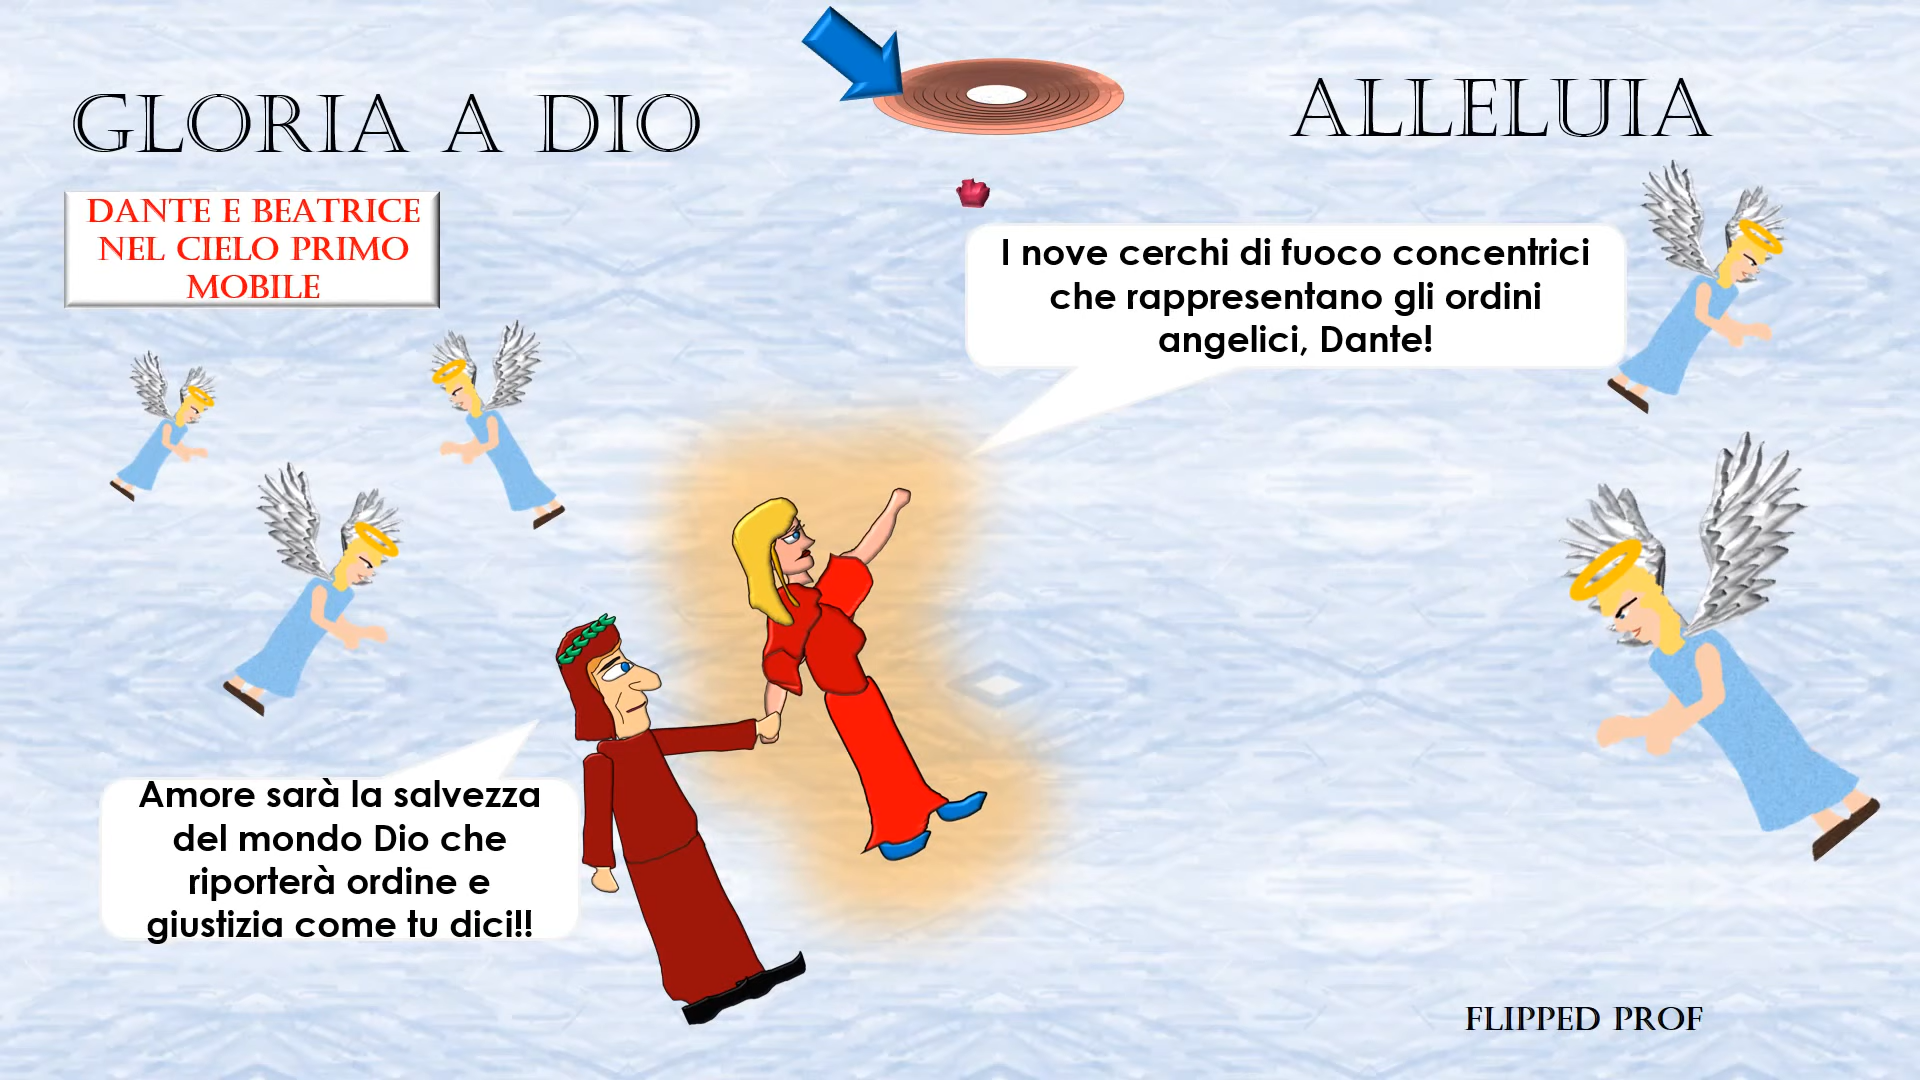 GLORIA A DIO
ALLELUIA
DANTE E BEATRICE
NEL CIELO PRIMO
MOBILE
I nove cerchi di fuoco concentrici
che rappresentano gli ordini
angelici, Dante!
Amore sarà la salvezza
del mondo Dio che
riporterà ordine e
giustizia come tu dici!!
FLIPPED PROF